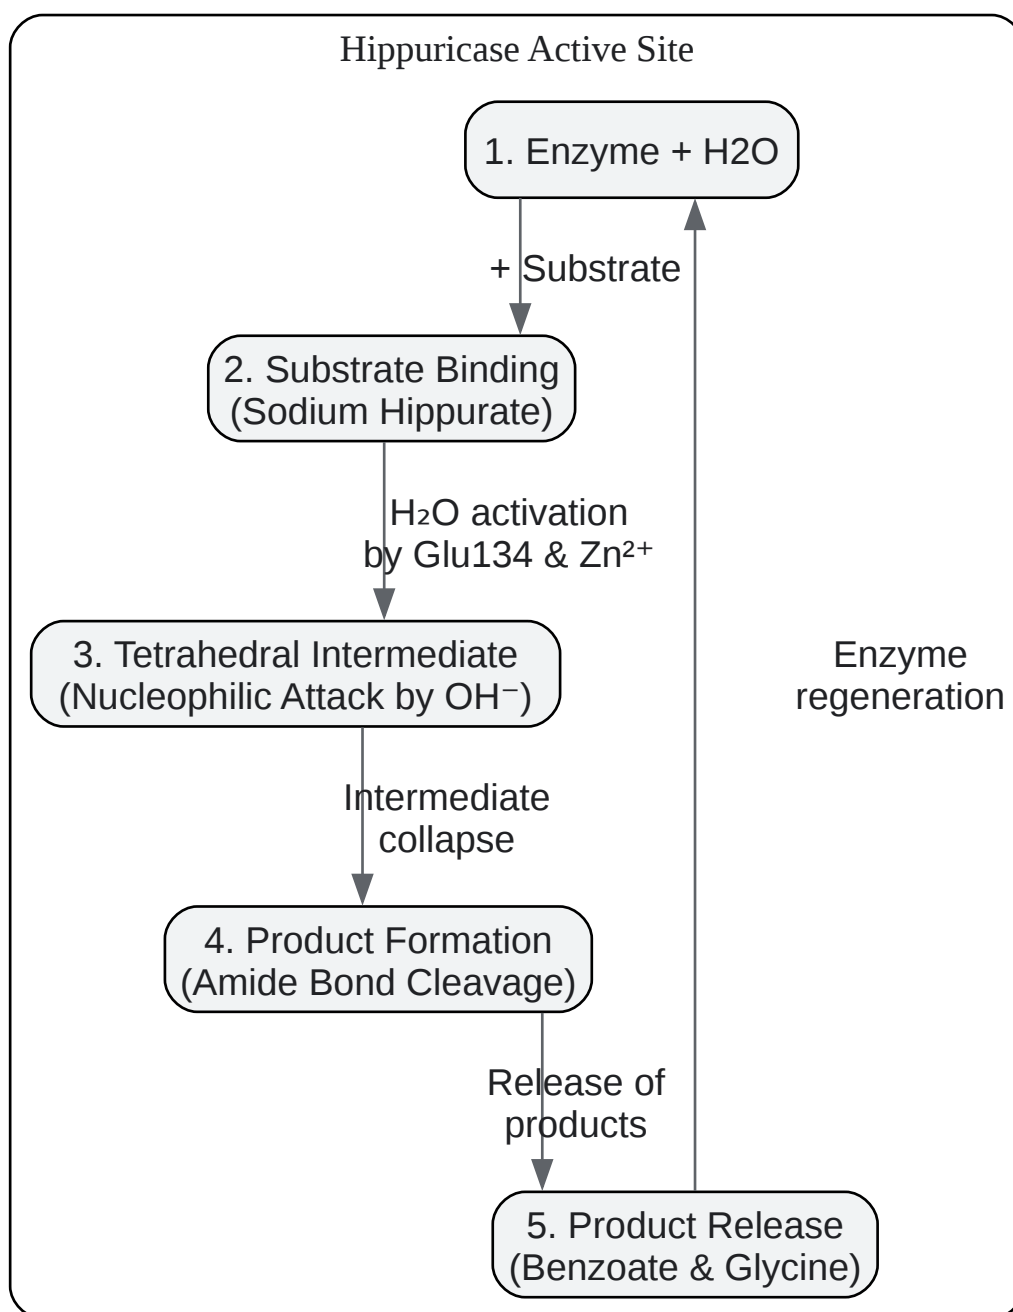 Hippuricase Active Site
1. Enzyme + H2O
+ Substrate
2. Substrate Binding
(Sodium Hippurate)
H₂O activation
by Glu134 & Zn²⁺
3. Tetrahedral Intermediate
(Nucleophilic Attack by OH⁻)
Enzyme
regeneration
Intermediate
collapse
4. Product Formation
(Amide Bond Cleavage)
Release of
products
5. Product Release
(Benzoate & Glycine)